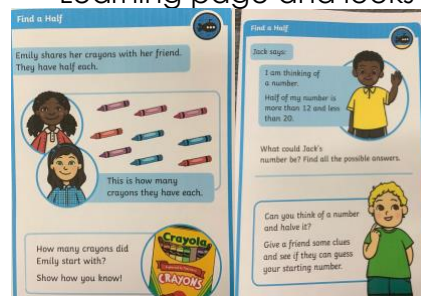 Learning page and looks
Find a Half
Emily shares her crayons with her friend.
They have half each.
This is how many
crayons they have each.
How many crayons did
Emily start with?
Show how you know!
Crayola
CRAYONS
Find a Half
Jack says:
I am thinking of
a number.
Half of my number is
more than 12 and less
than 20.
What could Jack's
number be? Find all the possible answers.
Can you think of a number
and halve it?
Give a friend some clues
and see if they can guess
your starting number.